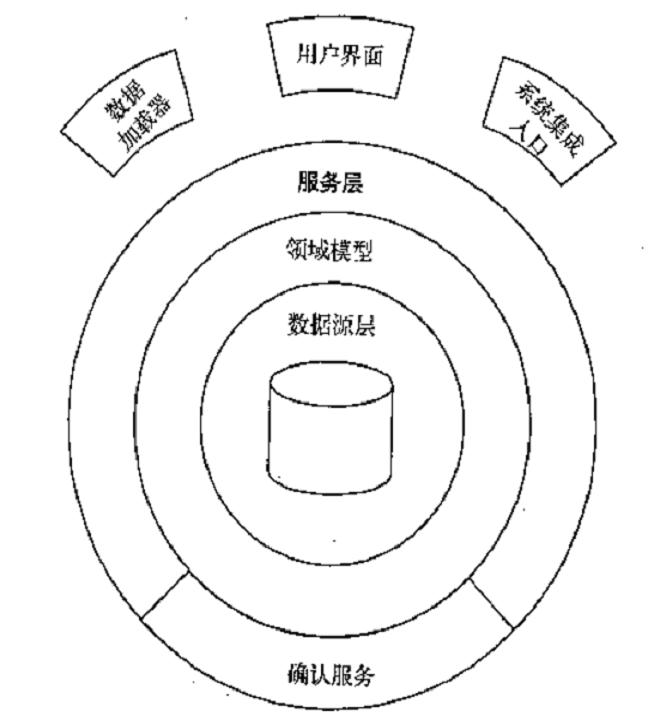 用户界面
数据
加载器
系统集成
入口
服务层
领域模型
数据源层
确认服务